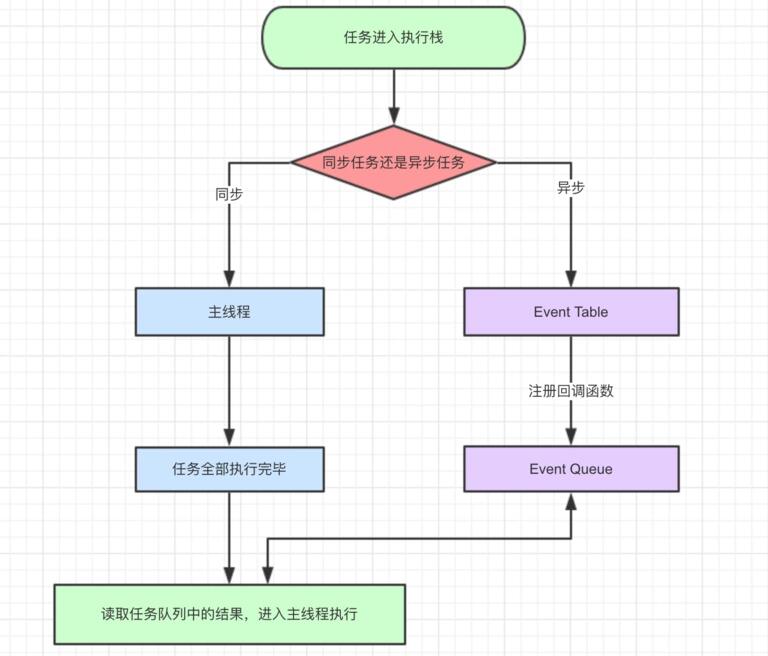 任务进入执行栈
同步任务还是异步任务
同步
异步
主线程
Event Table
注册回调函数
任务全部执行完毕
Event Queue
读取任务队列中的结果，进入主线程执行